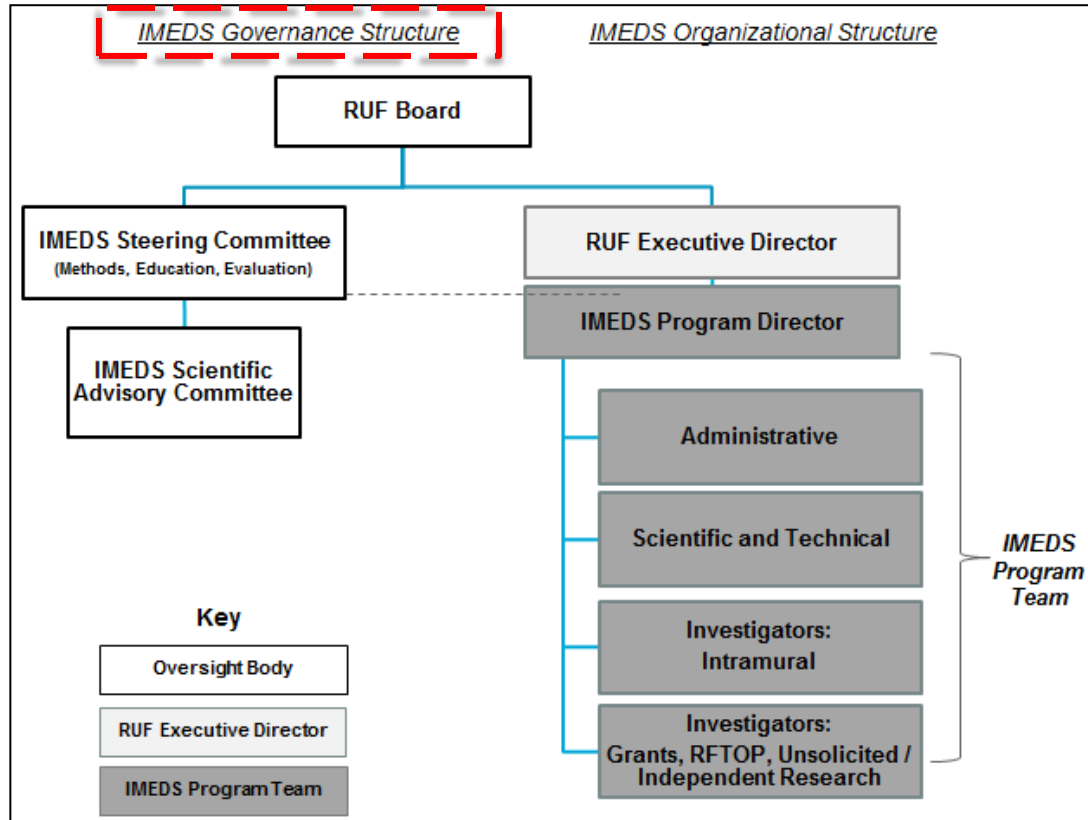 IMEDS Governance Structure
IMEDS Organizational Structure
RUF Board
IMEDS Steering Committee
(Methods, Education, Evaluation)
RUF Executive Director
IMEDS Program Director
IMEDS Scientific
Advisory Committee
Administrative
Scientific and Technical
Investigators:
Intramural
Investigators:
Grants, RFTOP, Unsolicited /
Independent Research
IMEDS
Program
Team
Key
Oversight Body
RUF Executive Director
IMEDS Program Team